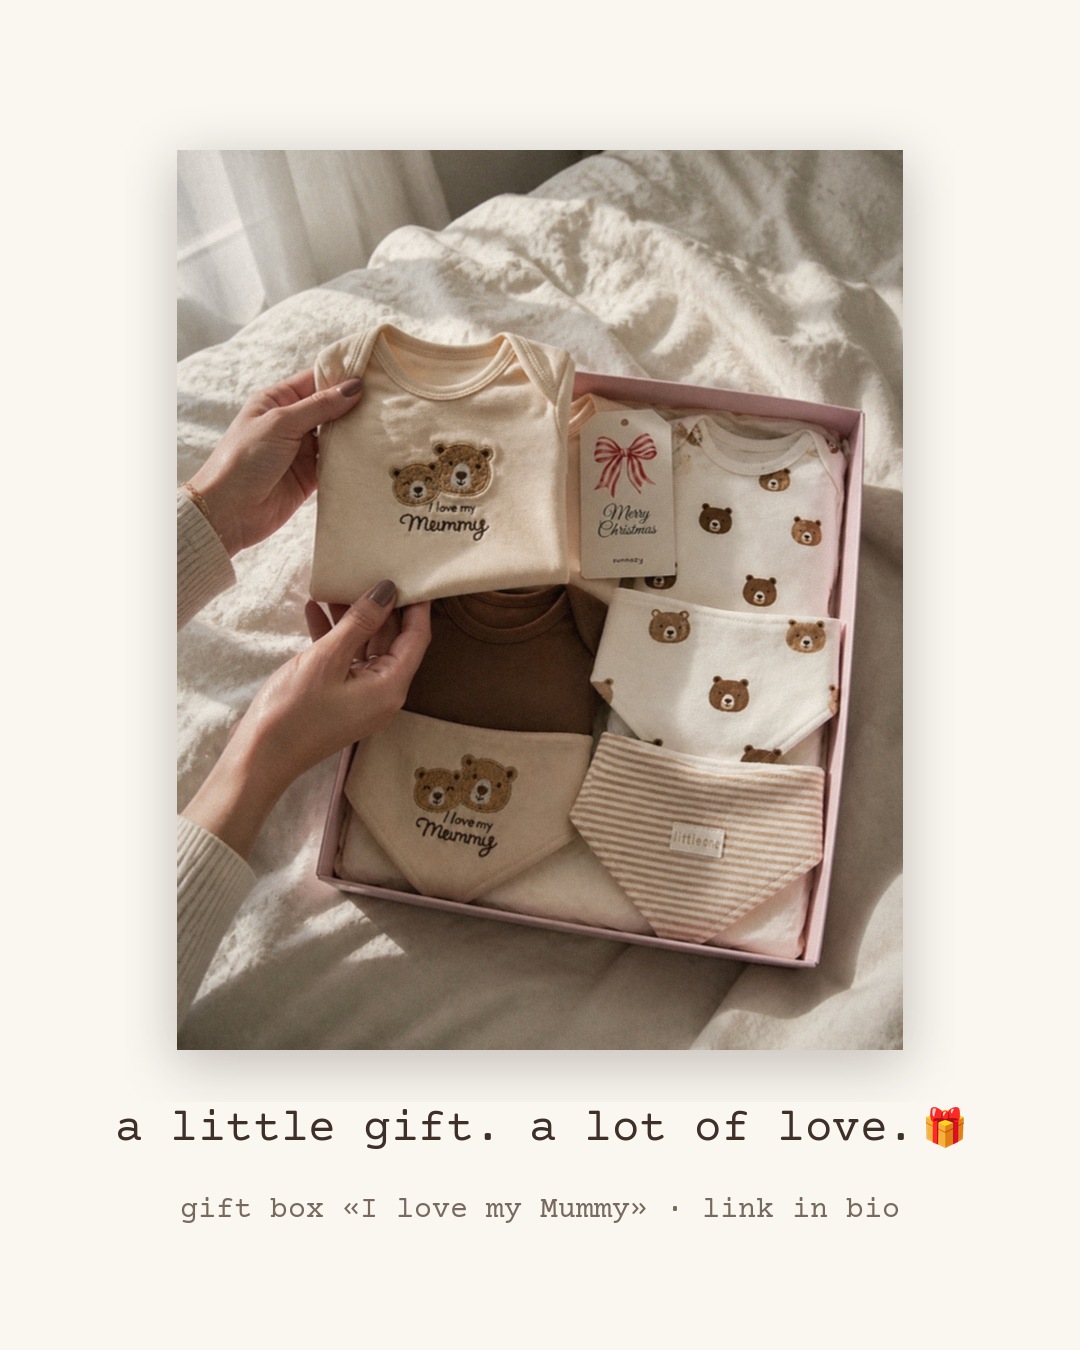 I love my
Mummy
Merry
Christmas
I love my
Mummy
littleone
a little gift. a lot of love.🎁
gift box «I love my Mummy» · link in bio